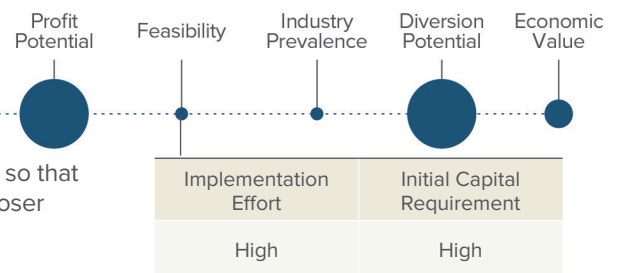 Profit
Potential
Feasibility
Industry
Prevalence
Diversion
Potential
Economic
Value
so that
oser
Implementation
Effort
Initial Capital
Requirement
High
High